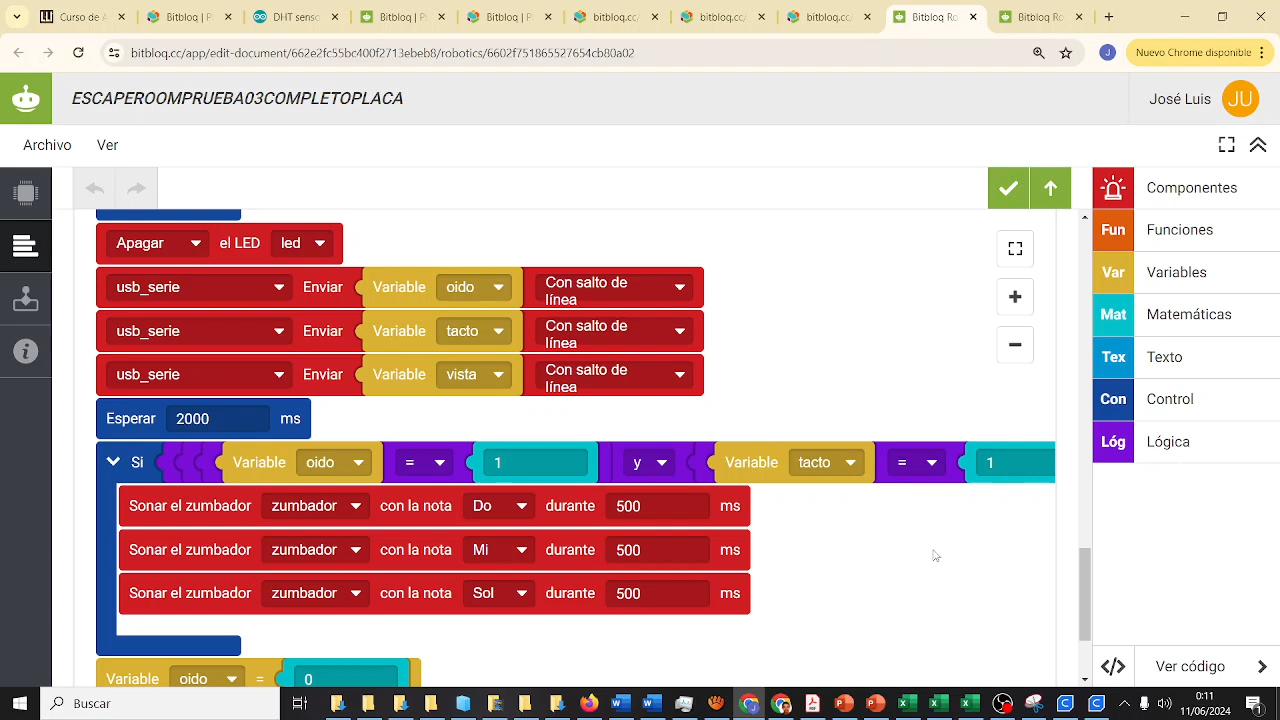 Curso de A
Bitbloq | P
DHT senso
Bitbloq | P
Bitbloq | P
bitbloq.cc
bitbloq.cc/
bitbloq.cc/
Bitbloq Ro
Bitbloq Ro
bitbloq.cc/app/edit-document/662e2fc55bc400f2713ebeb8/robotics/6602f751865527654cb80a02
J
Nuevo Chrome disponible
ESCAPEROOMPRUEBA03COMPLETOPLACA
José Luis
JU
Archivo
Ver
Componentes
Fun Funciones
Var Variables
Mat Matemáticas
Tex Texto
Con Control
Lóg Lógica
Apagar el LED led
usb_serie Enviar Variable oido Con salto de línea
usb_serie Enviar Variable tacto Con salto de línea
usb_serie Enviar Variable vista Con salto de línea
Esperar 2000 ms
Si Variable oido = 1 y Variable tacto = 1
Sonar el zumbador zumbador con la nota Do durante 500 ms
Sonar el zumbador zumbador con la nota Mi durante 500 ms
Sonar el zumbador zumbador con la nota Sol durante 500 ms
Variable oido = 0
</> Ver código
Buscar
0:11
11/06/2024